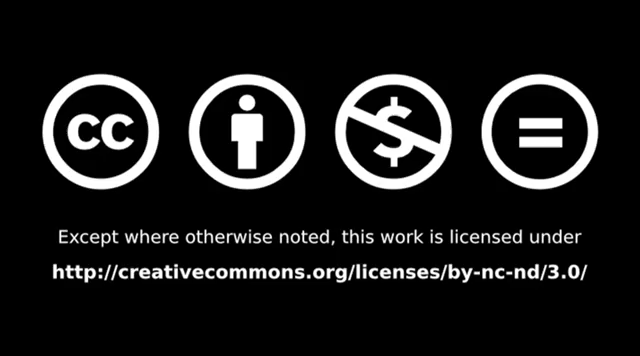 cc
$
=
Except where otherwise noted, this work is licensed under
http://creativecommons.org/licenses/by-nc-nd/3.0/